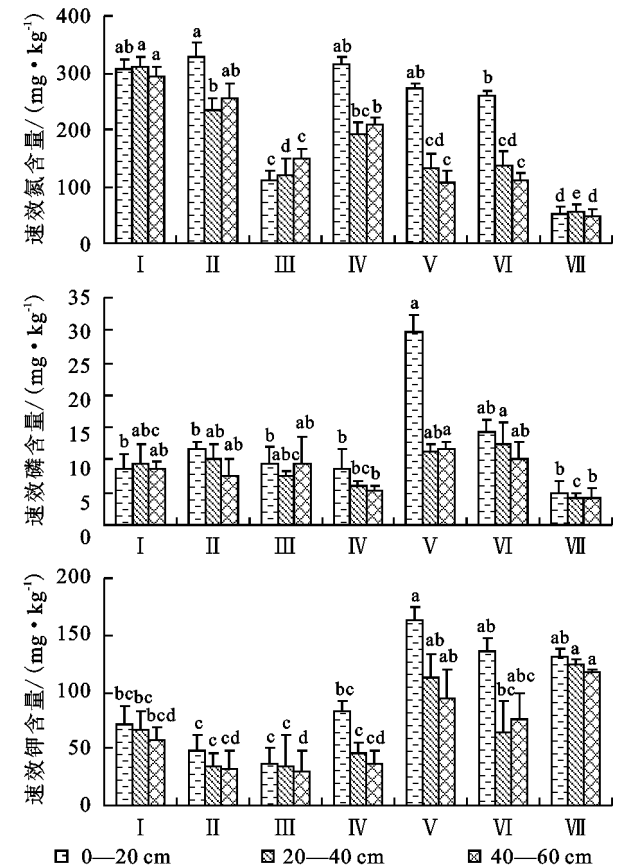 速效氮含量/(mg·kg⁻¹)
400
300
200
100
0
ab a a
a b ab
c d c
ab bc b
ab cd c
b cd c
d e d
I II III IV V VI VII
速效磷含量/(mg·kg⁻¹)
35
30
25
20
15
10
5
0
b abc ab
b ab ab
b abc ab
b bc b
a ab a
ab a ab
b c b
I II III IV V VI VII
速效钾含量/(mg·kg⁻¹)
200
150
100
50
0
bc bc bcd
c c cd
c c d
bc c cd
a ab ab
ab bc abc
ab a a
I II III IV V VI VII
0—20 cm 20—40 cm 40—60 cm